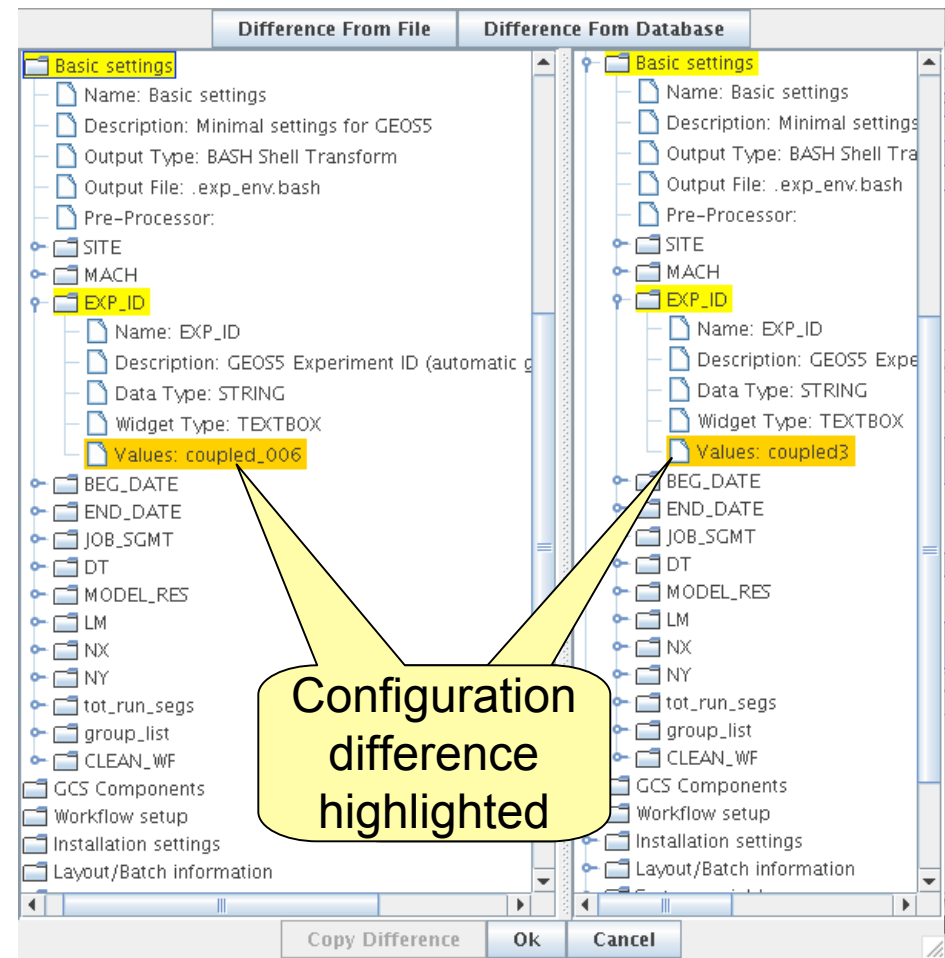 Difference From File
Difference Fom Database
Basic settings
Name: Basic settings
Description: Minimal settings for GEOS5
Output Type: BASH Shell Transform
Output File: .exp_env.bash
Pre-Processor:
SITE
MACH
EXP_ID
Name: EXP_ID
Description: GEOS5 Experiment ID (automatic g
Data Type: STRING
Widget Type: TEXTBOX
Values: coupled_006
BEG_DATE
END_DATE
JOB_SGMT
DT
MODEL_RES
LM
NX
NY
tot_run_segs
group_list
CLEAN_WF
GCS Components
Workflow setup
Installation settings
Layout/Batch information
Basic settings
Name: Basic settings
Description: Minimal settings
Output Type: BASH Shell Tra
Output File: .exp_env.bash
Pre-Processor:
SITE
MACH
EXP_ID
Name: EXP_ID
Description: GEOS5 Expe
Data Type: STRING
Widget Type: TEXTBOX
Values: coupled3
BEG_DATE
END_DATE
JOB_SGMT
DT
MODEL_RES
LM
NX
NY
tot_run_segs
group_list
CLEAN_WF
GCS Components
Workflow setup
Installation settings
Layout/Batch information
Configuration
difference
highlighted
Copy Difference
Ok
Cancel